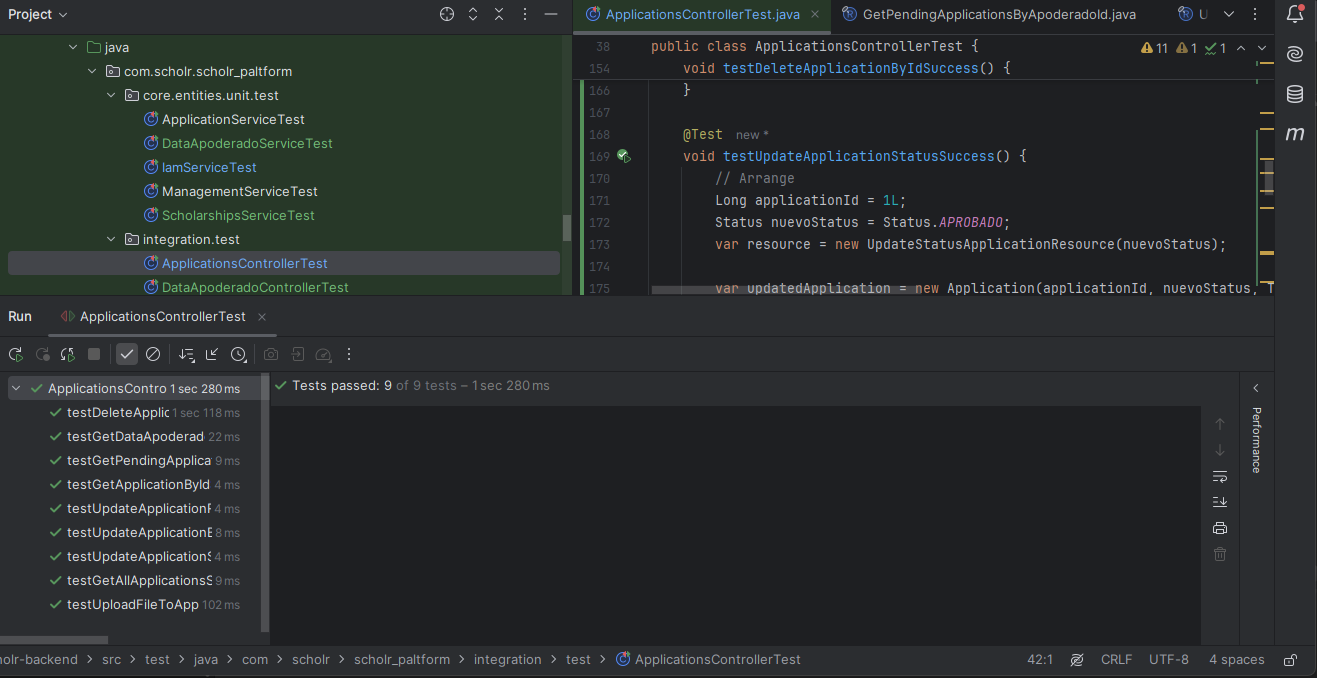 Project
java
com.scholr.scholr_paltform
core.entities.unit.test
ApplicationServiceTest
DataApoderadoServiceTest
IamServiceTest
ManagementServiceTest
ScholarshipsServiceTest
integration.test
ApplicationsControllerTest
DataApoderadoControllerTest
ApplicationsControllerTest.java
GetPendingApplicationsByApoderadoId.java
U
11 1 1
38 public class ApplicationsControllerTest {
154 void testDeleteApplicationByIdSuccess() {
166 }
167
168 @Test new *
169 void testUpdateApplicationStatusSuccess() {
170 // Arrange
171 Long applicationId = 1L;
172 Status nuevoStatus = Status.APROBADO;
173 var resource = new UpdateStatusApplicationResource(nuevoStatus);
174
175 var updatedApplication = new Application(applicationId, nuevoStatus,
m
Run ApplicationsControllerTest
ApplicationsContro 1 sec 280 ms
testDeleteApplic 1 sec 118 ms
testGetDataApoderad 22 ms
testGetPendingApplica 9 ms
testGetApplicationById 4 ms
testUpdateApplicationF 4 ms
testUpdateApplicationE 8 ms
testUpdateApplicationS 4 ms
testGetAllApplicationsS 9 ms
testUploadFileToApp 102 ms
Tests passed: 9 of 9 tests – 1 sec 280 ms
Performance
holr-backend > src > test > java > com > scholr > scholr_paltform > integration > test > ApplicationsControllerTest
42:1 CRLF UTF-8 4 spaces